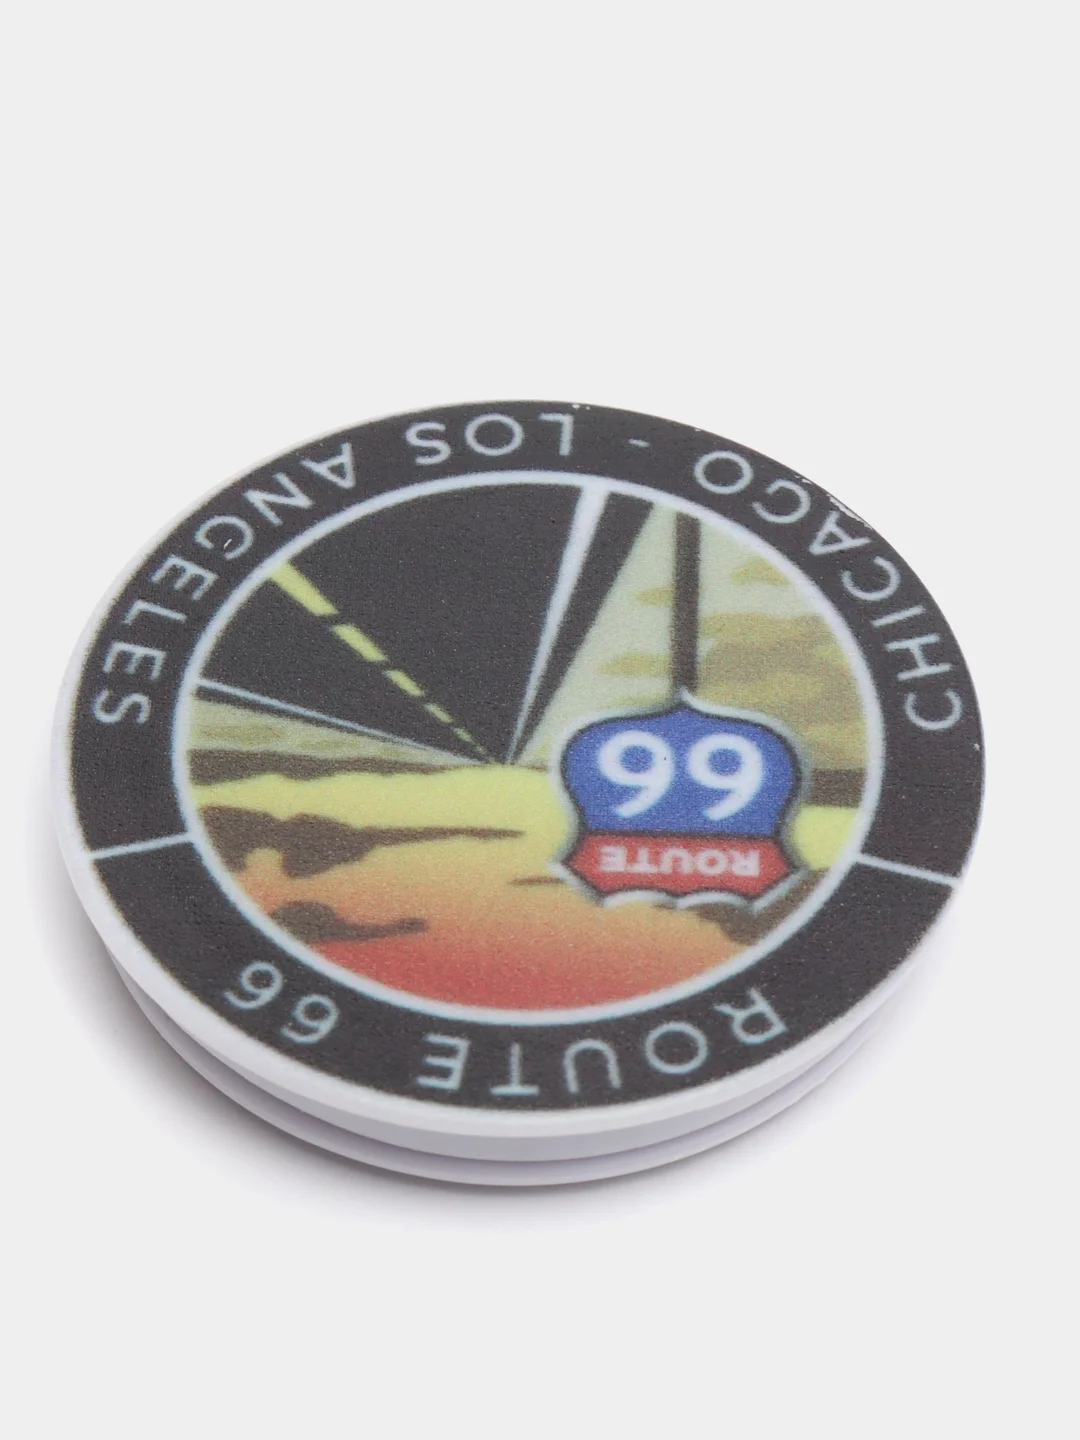 ROUTE 66
ROUTE
66
CHICAGO - LOS ANGELES